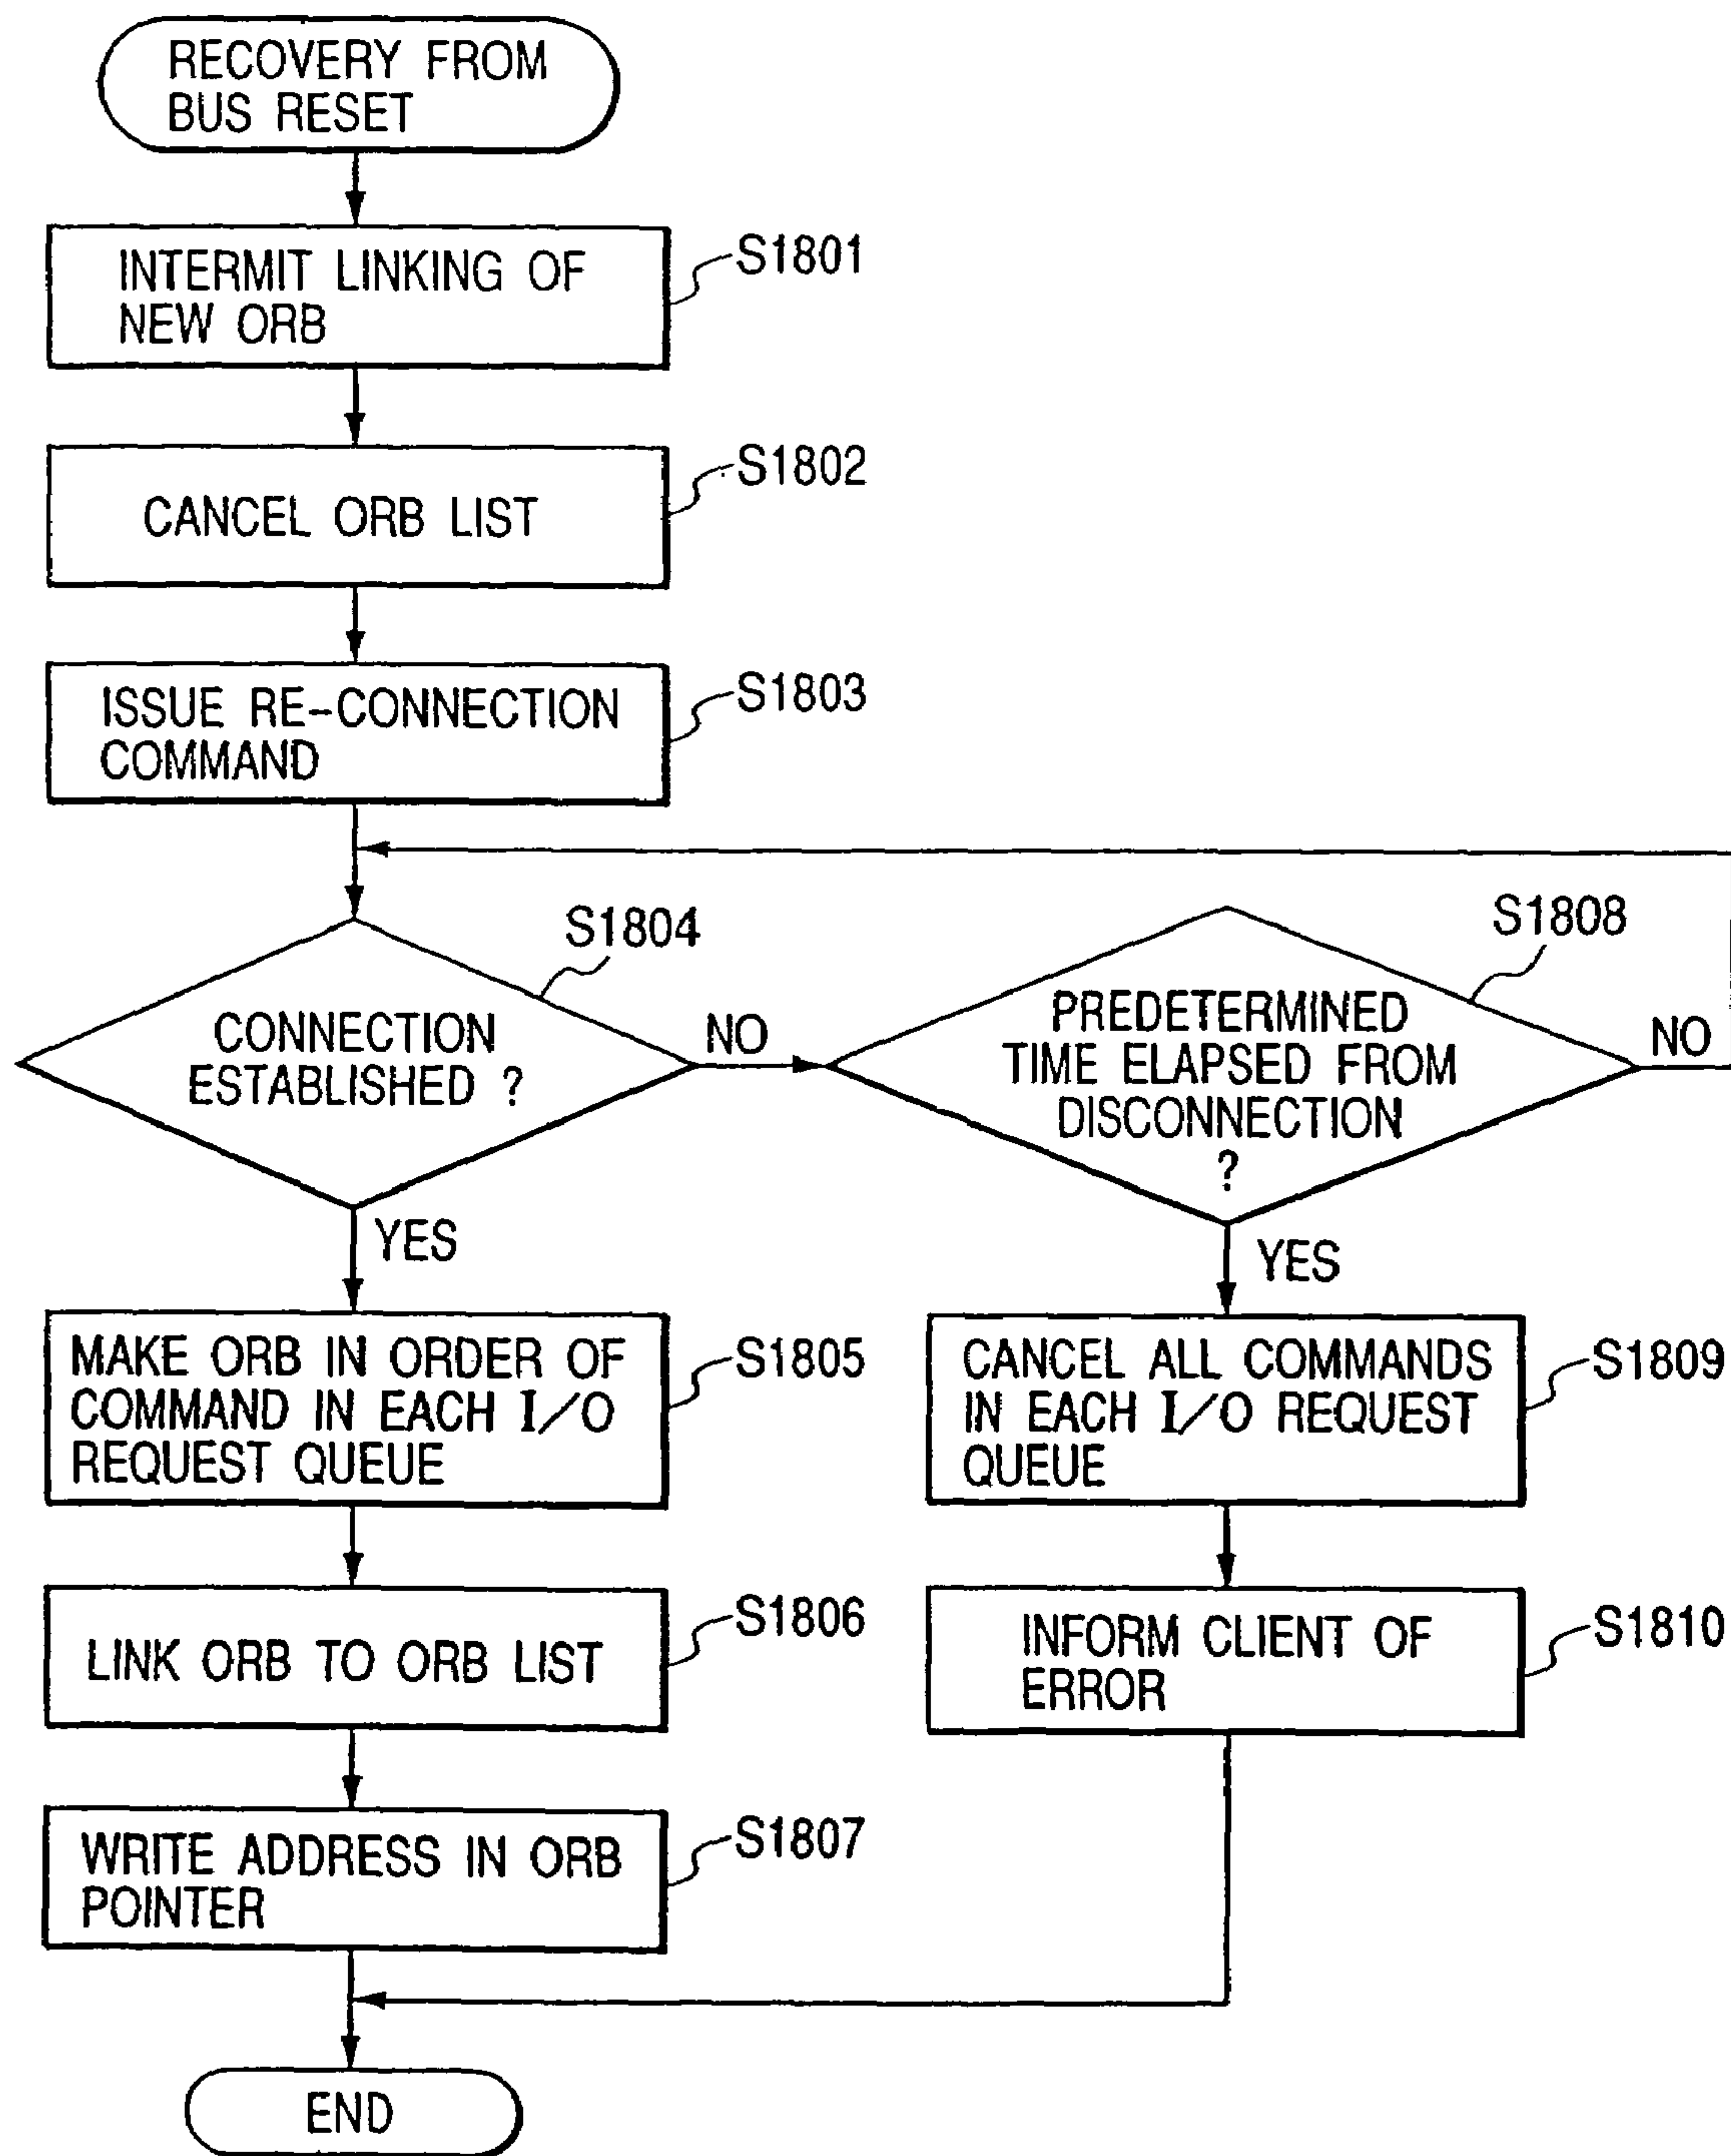 RECOVERY FROM
BUS RESET
INTERMIT LINKING OF
NEW ORB
S1801
CANCEL ORB LIST
S1802
ISSUE RE-CONNECTION
COMMAND
S1803
CONNECTION
ESTABLISHED ?
S1804
NO
PREDETERMINED
TIME ELAPSED FROM
DISCONNECTION
?
S1808
NO
YES
YES
MAKE ORB IN ORDER OF
COMMAND IN EACH I/O
REQUEST QUEUE
S1805
CANCEL ALL COMMANDS
IN EACH I/O REQUEST
QUEUE
S1809
LINK ORB TO ORB LIST
S1806
INFORM CLIENT OF
ERROR
S1810
WRITE ADDRESS IN ORB
POINTER
S1807
END